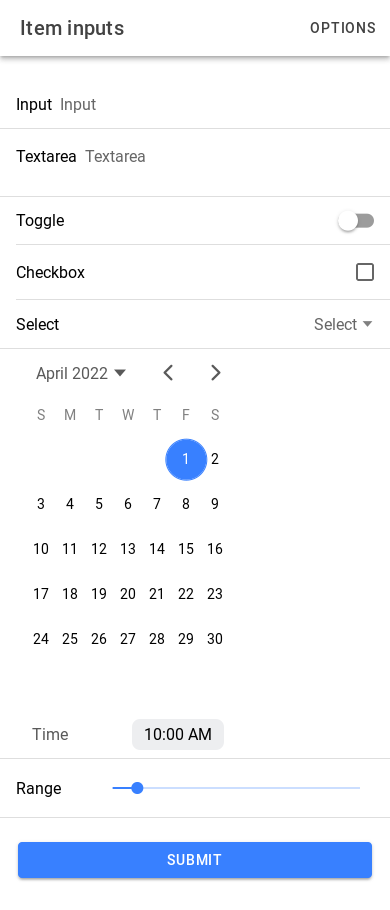 Item inputs OPTIONS
Input Input
Textarea Textarea
Toggle
Checkbox
Select Select
April 2022
S M T W T F S
1 2
3 4 5 6 7 8 9
10 11 12 13 14 15 16
17 18 19 20 21 22 23
24 25 26 27 28 29 30
Time 10:00 AM
Range
SUBMIT